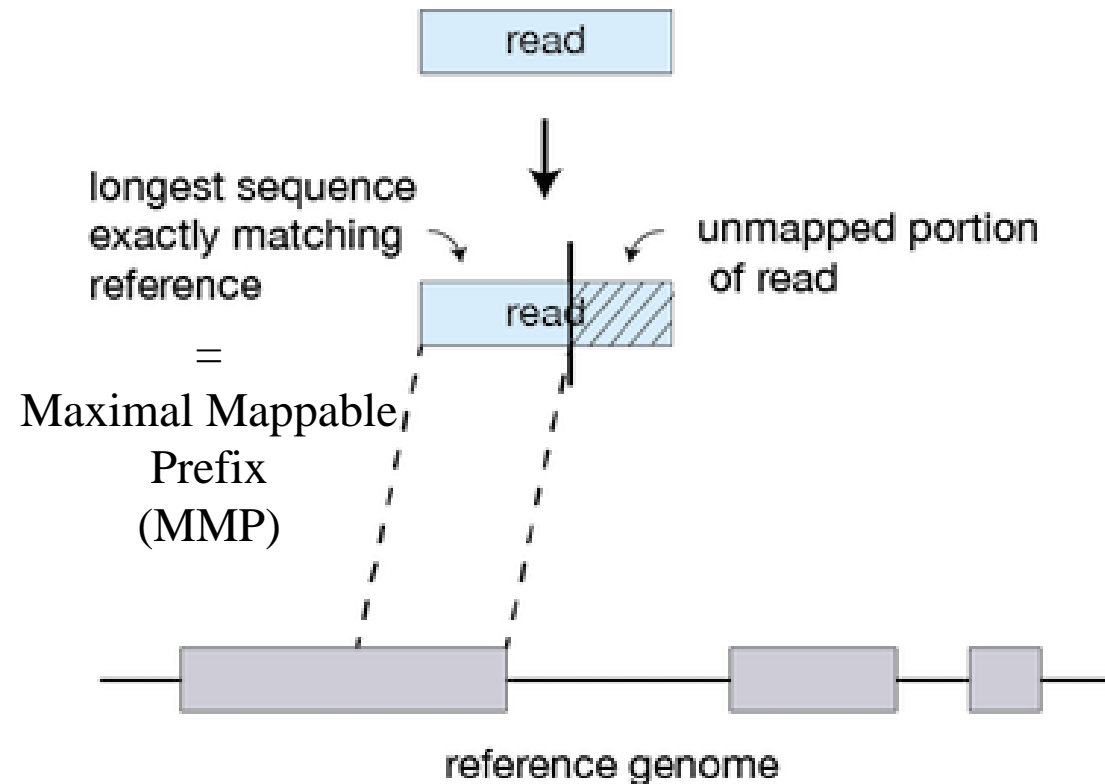 read
longest sequence
exactly matching
reference
=
Maximal Mappable
Prefix
(MMP)
unmapped portion
of read
read
reference genome